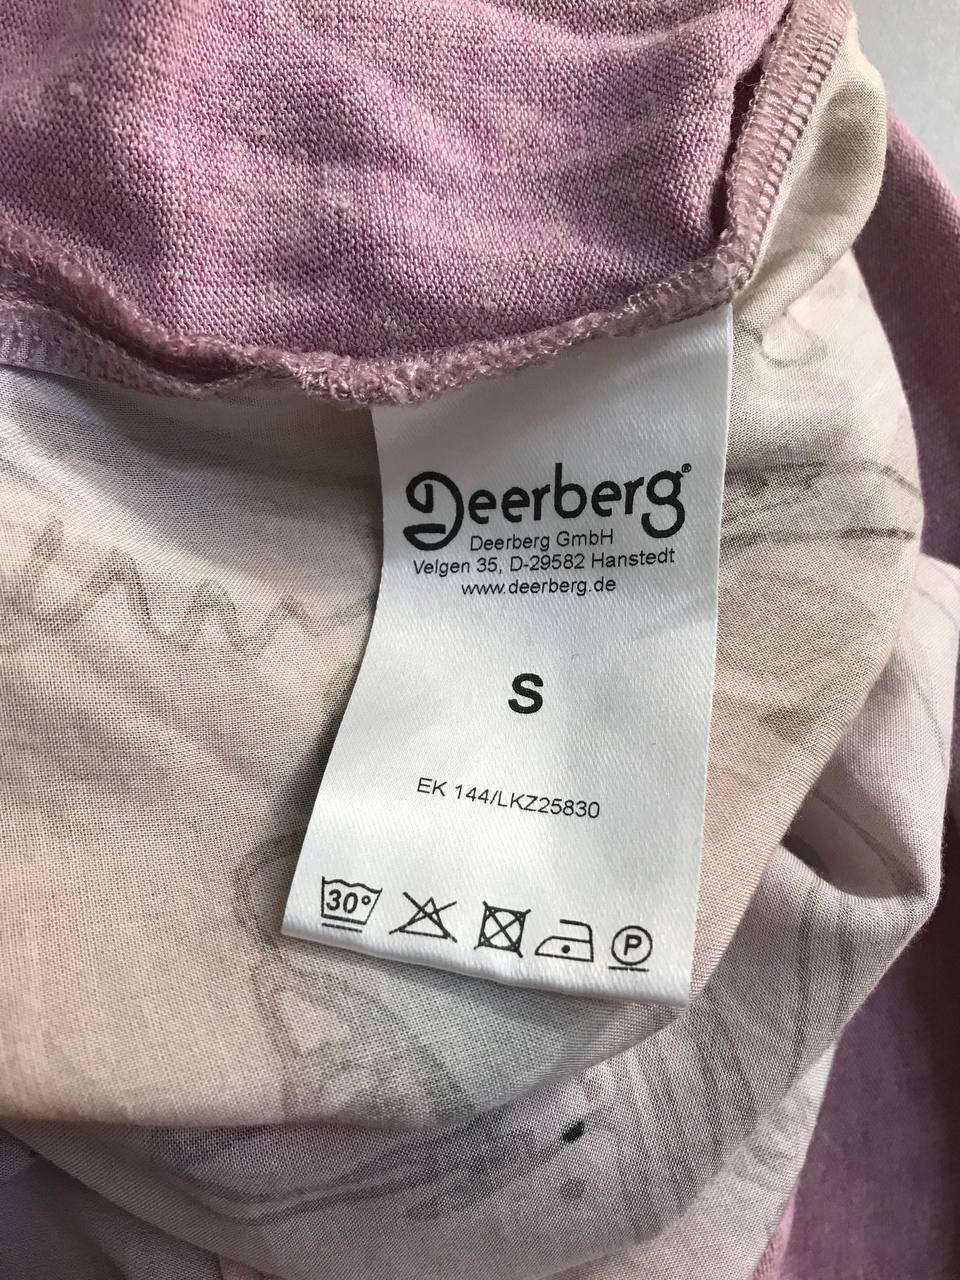 Deerberg®
Deerberg GmbH
Velgen 35, D-29582 Hanstedt
www.deerberg.de
S
EK 144/LKZ25830
30°
P